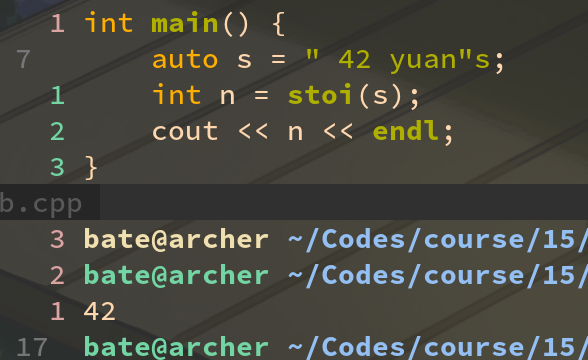 1 int main() {
7     auto s = " 42 yuan"s;
1     int n = stoi(s);
2     cout << n << endl;
3 }
b.cpp
3 bate@archer ~/Codes/course/15/
2 bate@archer ~/Codes/course/15/
1 42
17 bate@archer ~/Codes/course/15/